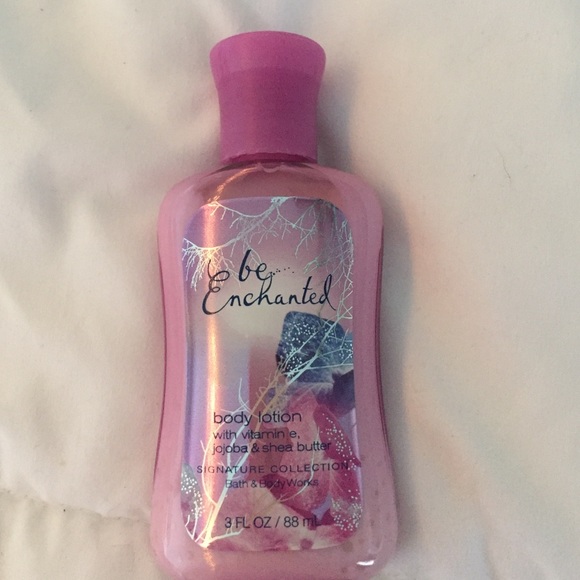 be....
Enchanted
body lotion
with vitamin e,
jojoba & shea butter
SIGNATURE COLLECTION
Bath & Body Works
3 FL OZ / 88 mL